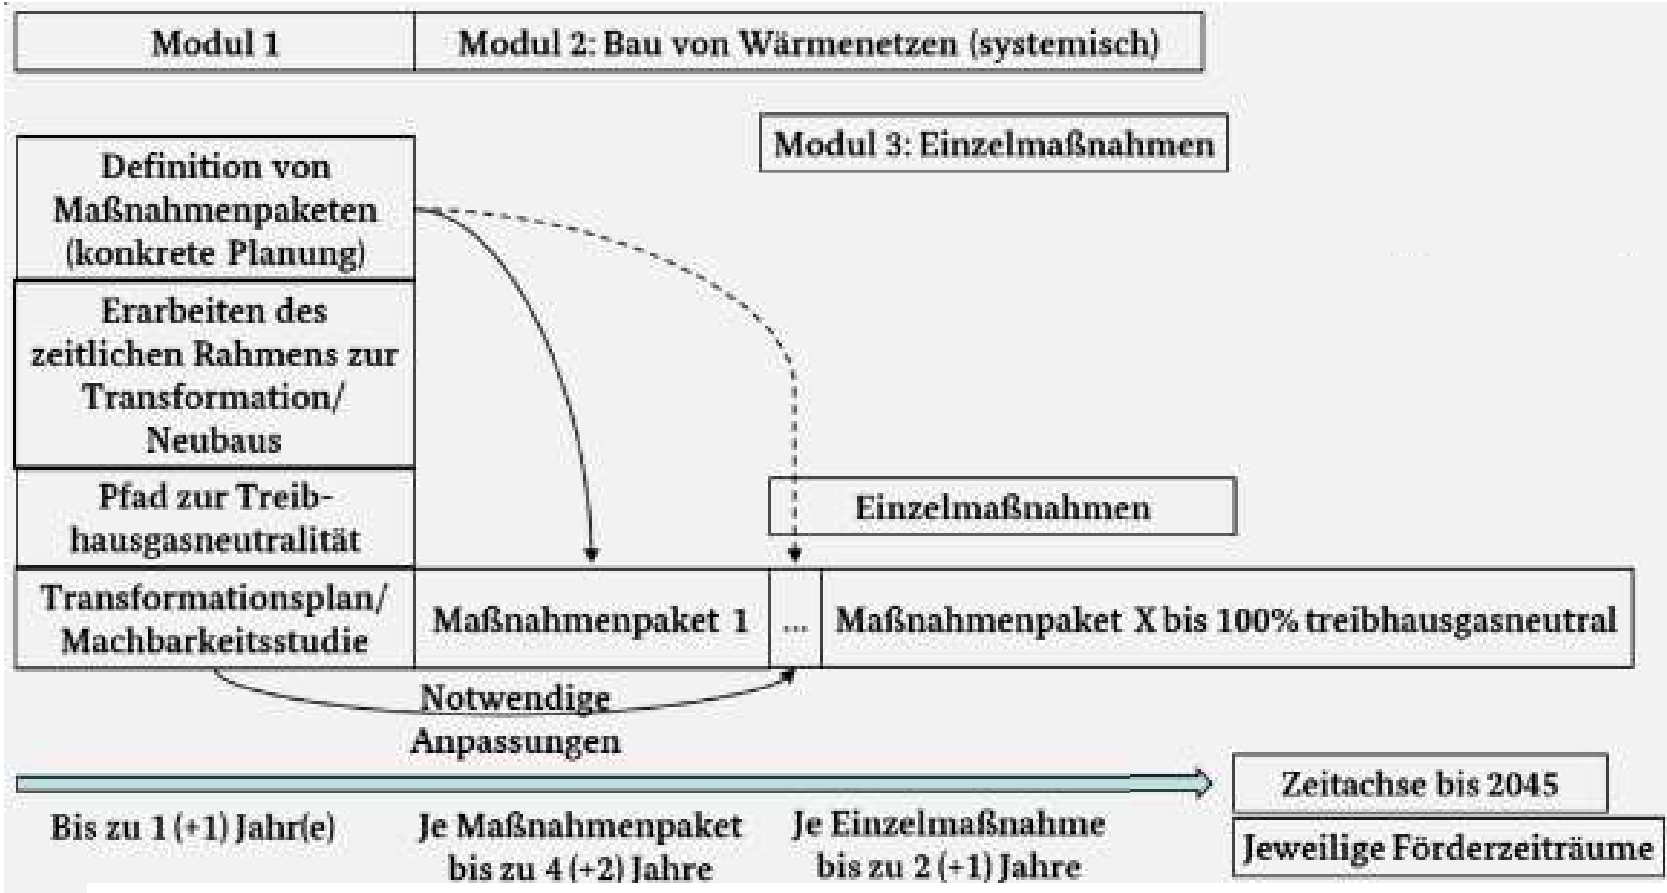 Modul 1
Modul 2: Bau von Wärmenetzen (systemisch)
Modul 3: Einzelmaßnahmen
Definition von
Maßnahmenpaketen
(konkrete Planung)
Erarbeiten des
zeitlichen Rahmens zur
Transformation/
Neubaus
Pfad zur Treib-
hausgasneutralität
Einzelmaßnahmen
Transformationsplan/
Machbarkeitsstudie
Maßnahmenpaket 1
...
Maßnahmenpaket X bis 100% treibhausgasneutral
Notwendige
Anpassungen
Zeitachse bis 2045
Bis zu 1 (+1) Jahr(e)
Je Maßnahmenpaket
bis zu 4 (+2) Jahre
Je Einzelmaßnahme
bis zu 2 (+1) Jahre
Jeweilige Förderzeiträume